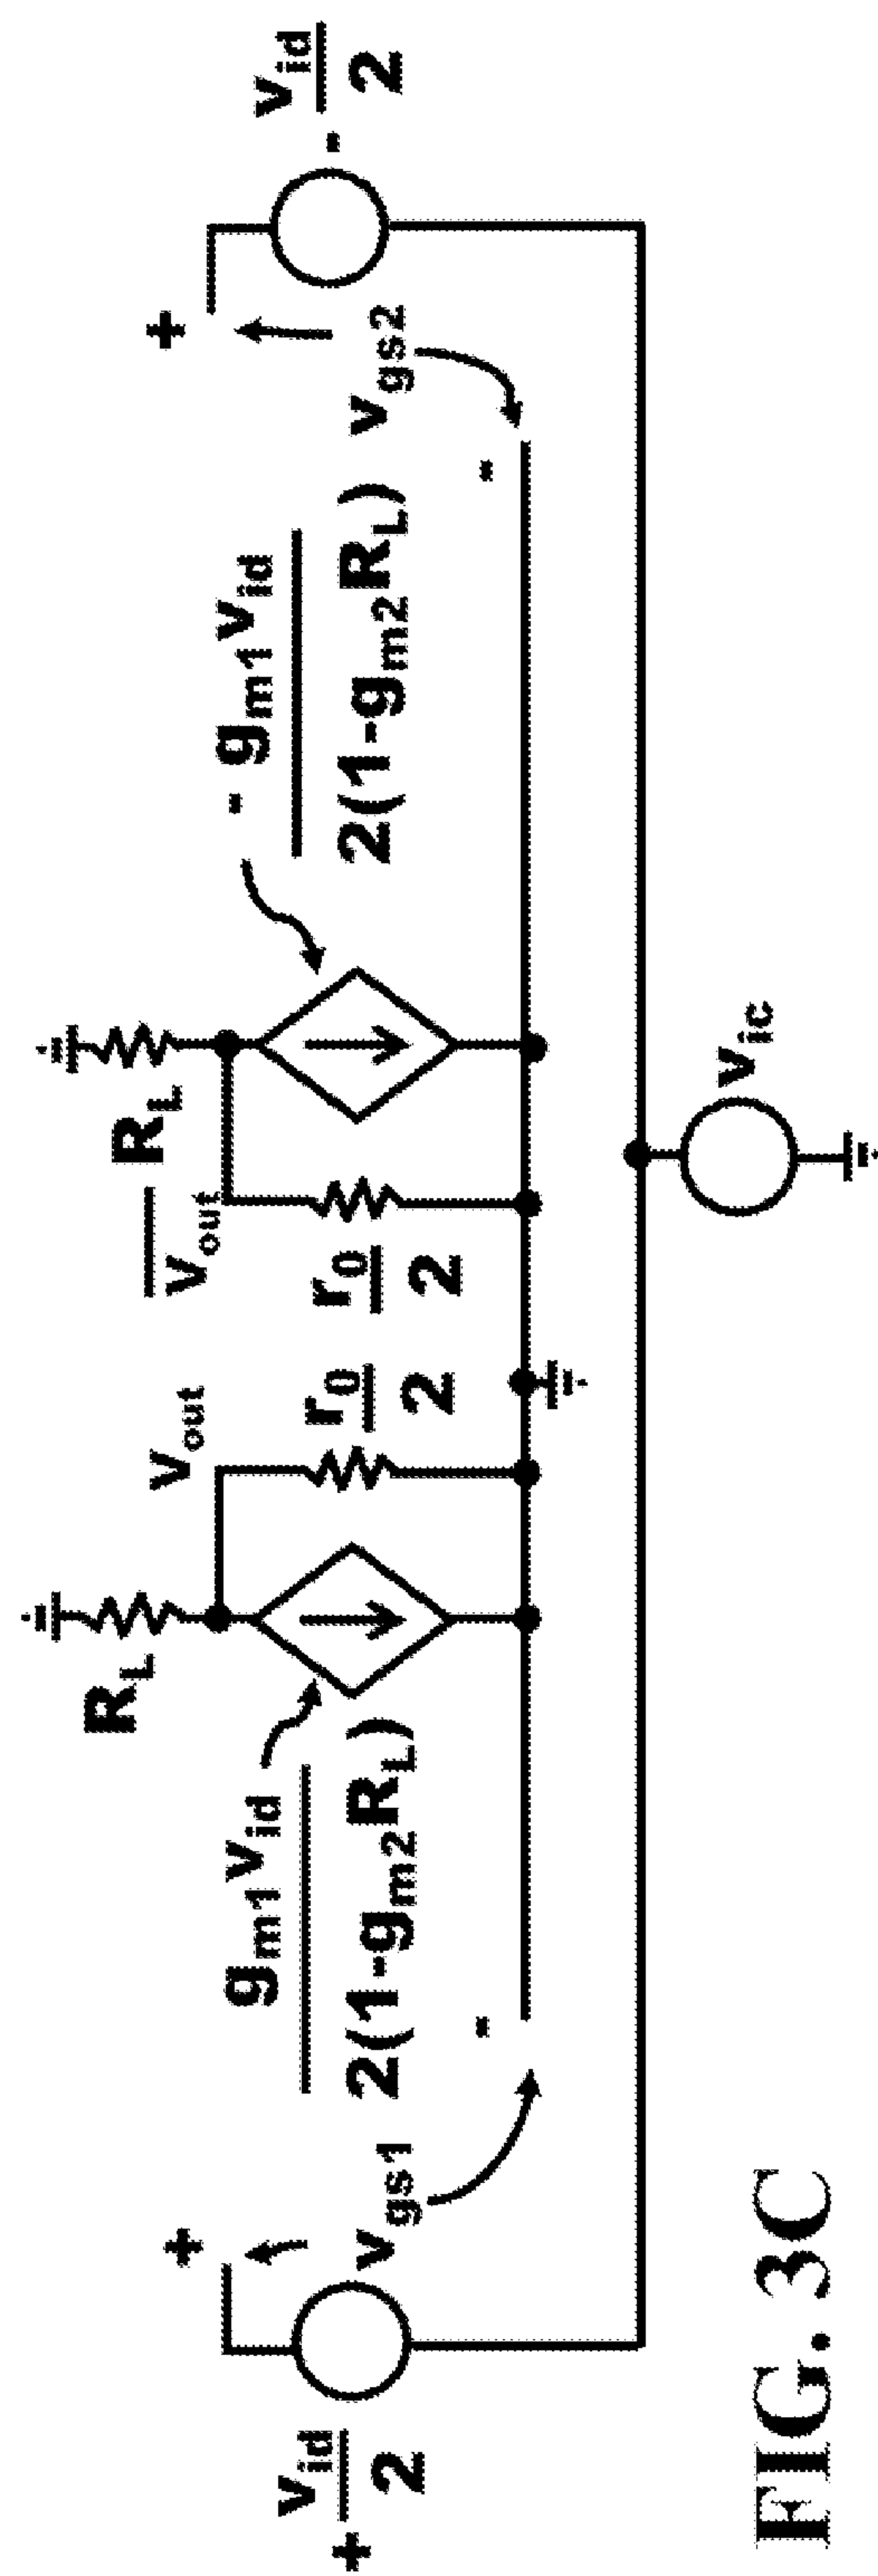 + v_id/2
+
v_gs1
-
g_m1 v_id
2(1-g_m2 R_L)
R_L
v_out
r_0/2
r_0/2
\overline{v_out}
R_L
- g_m1 v_id
2(1-g_m2 R_L)
-
v_gs2
+
- v_id/2
v_ic
FIG. 3C